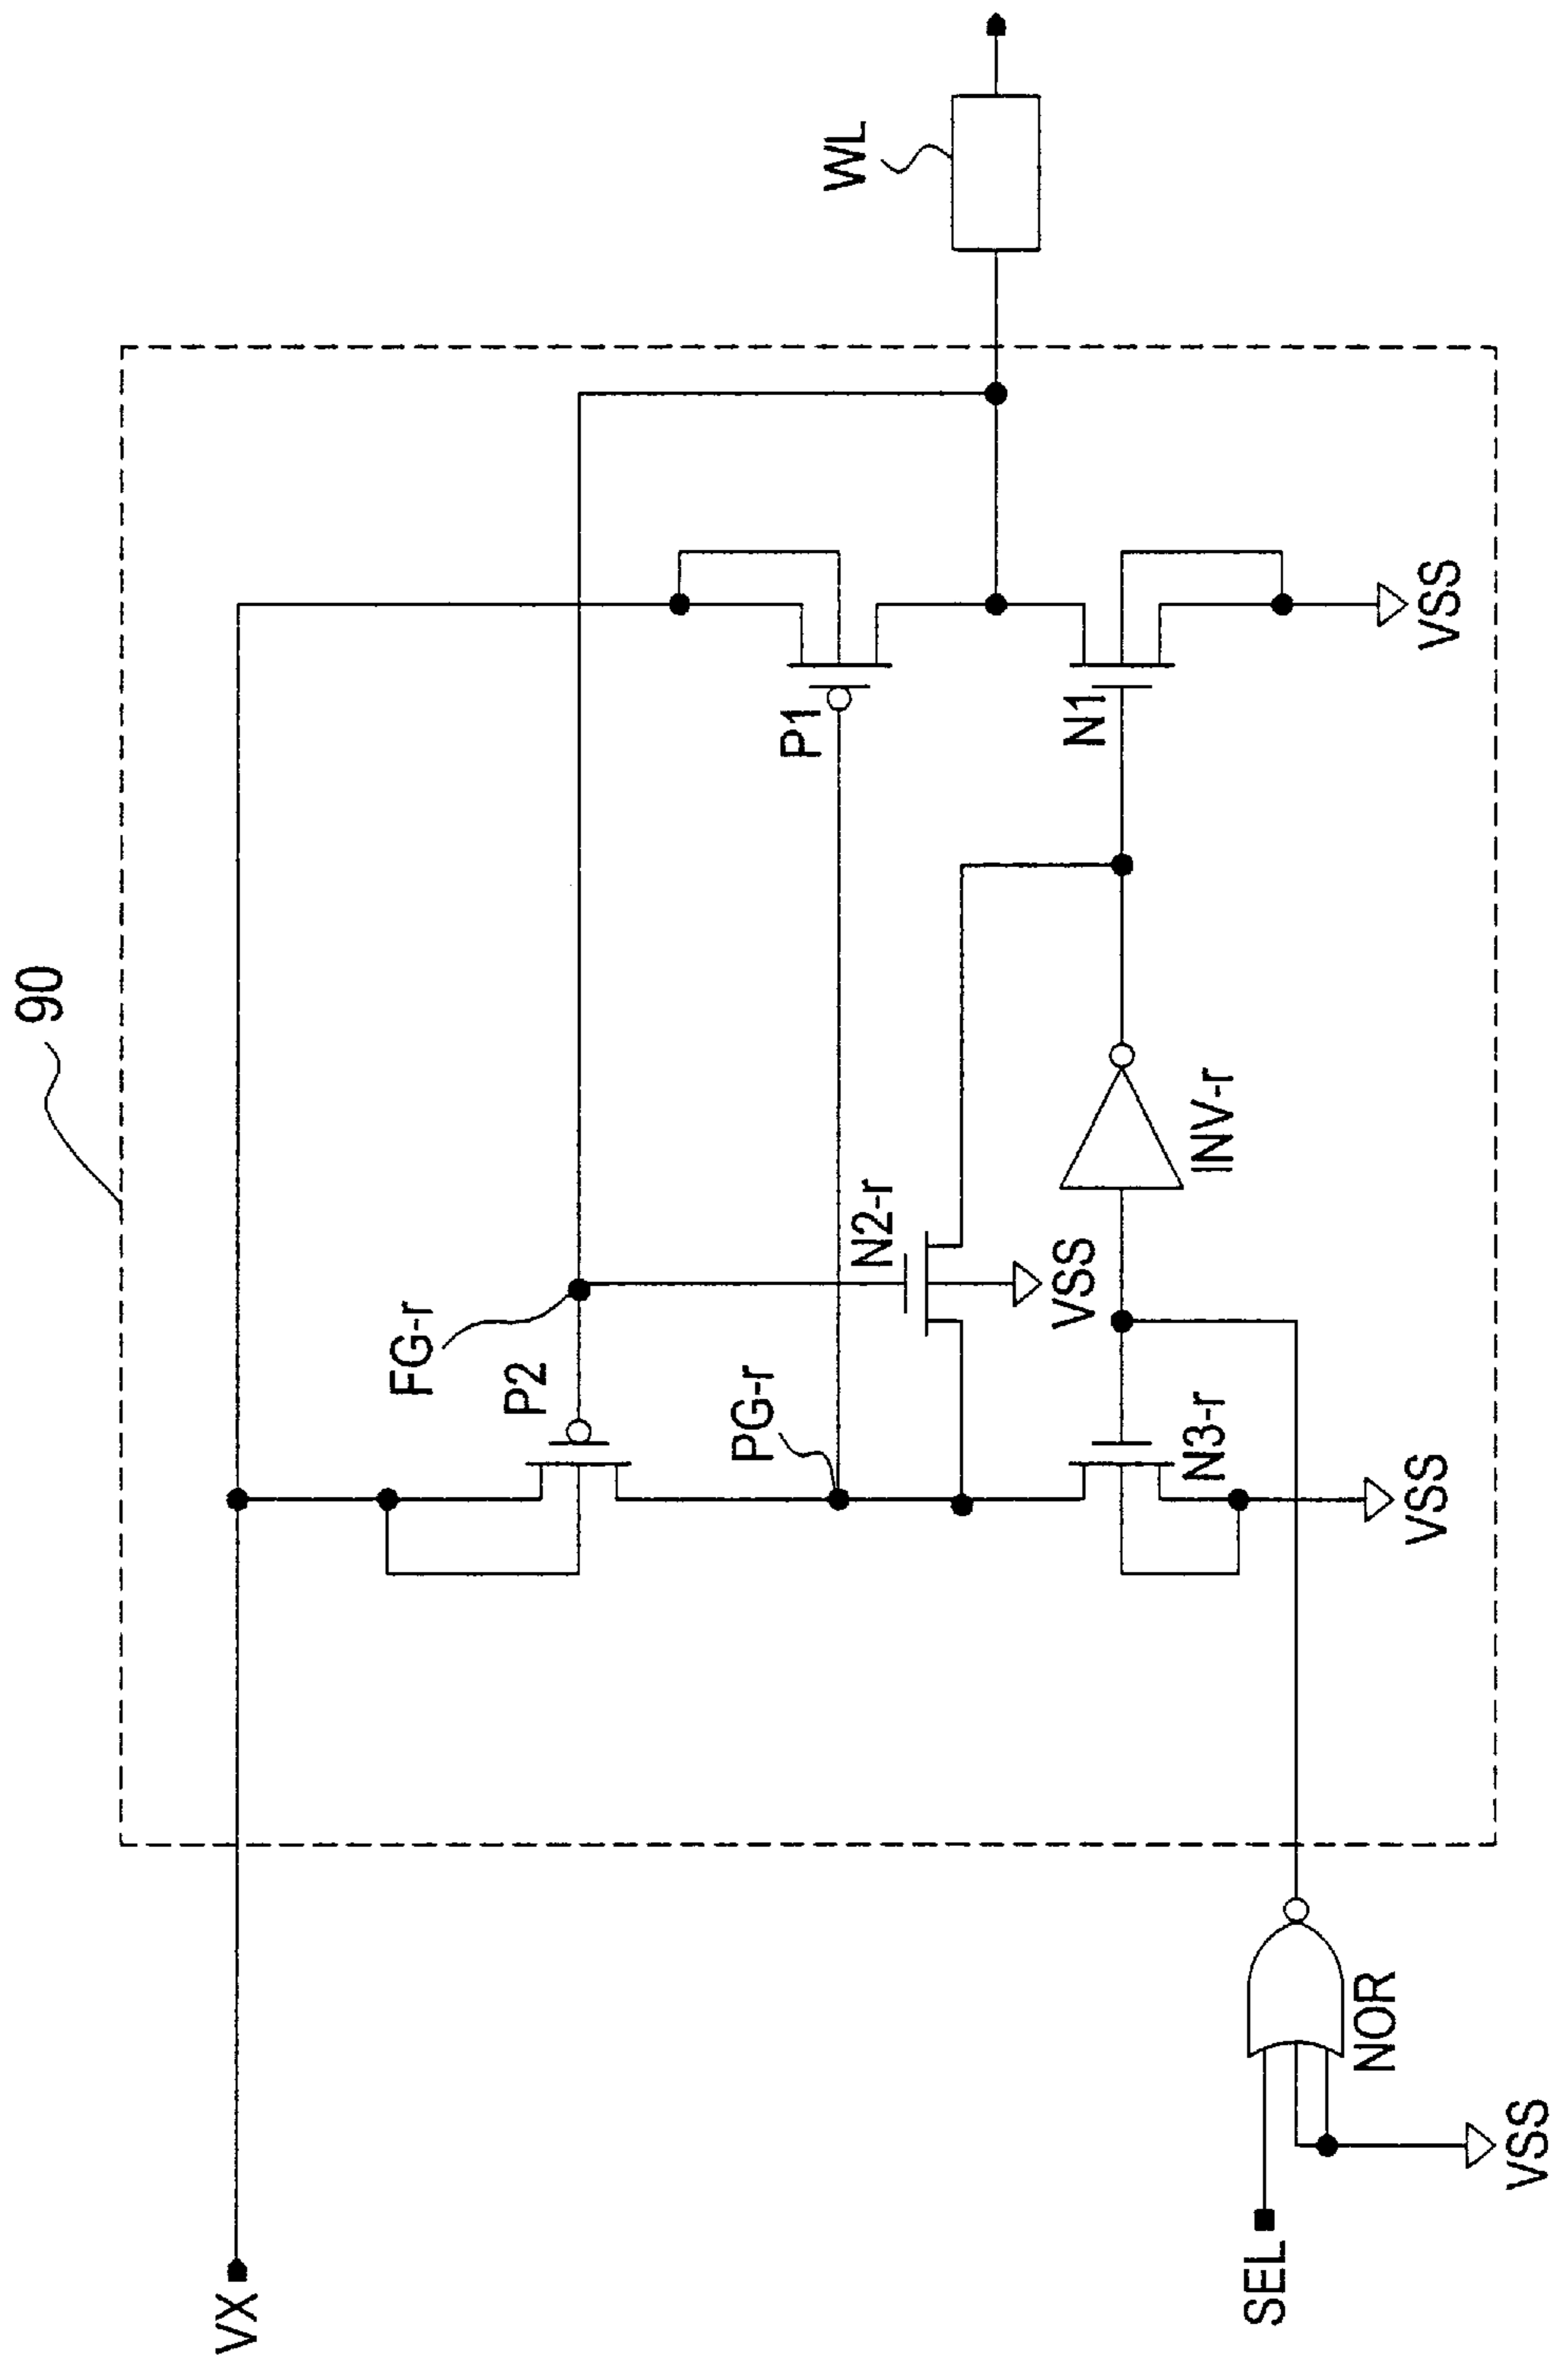 90
VX
FG-r
P2
PG-r
N2-r
P1
WL
VSS
N3-r
INV-r
N1
VSS
VSS
SEL
NOR
VSS